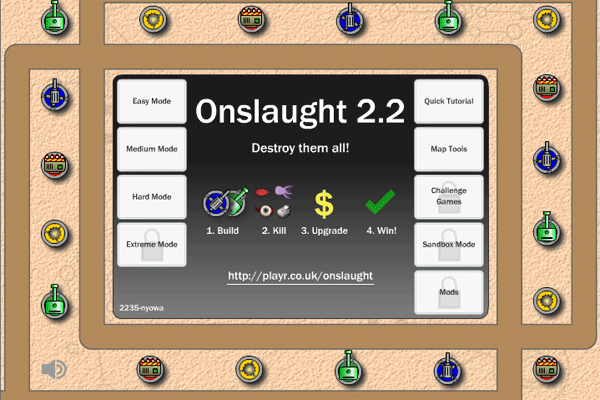 Onslaught 2.2
Destroy them all!
Easy Mode
Medium Mode
Hard Mode
Extreme Mode
Quick Tutorial
Map Tools
Challenge
Games
Sandbox Mode
Mods
1. Build
2. Kill
3. Upgrade
4. Win!
$
http://playr.co.uk/onslaught
2235-nyowa